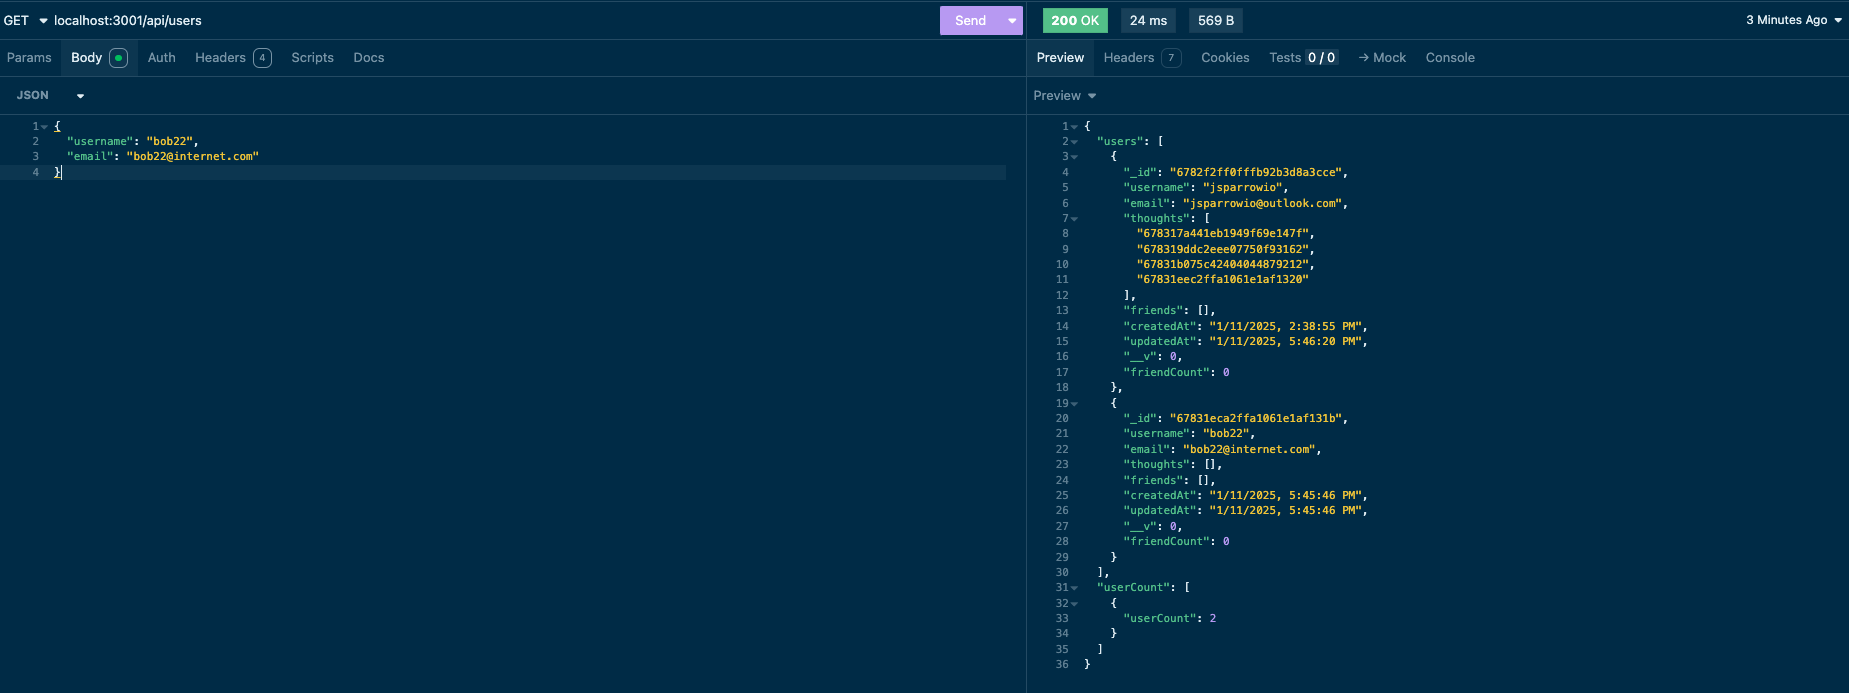 GET localhost:3001/api/users Send
Params Body Auth Headers 4 Scripts Docs
JSON
1 {
2 "username": "bob22",
3 "email": "bob22@internet.com"
4 }
200 OK 24 ms 569 B 3 Minutes Ago
Preview Headers 7 Cookies Tests 0 / 0 → Mock Console
Preview
1 {
2 "users": [
3 {
4 "_id": "6782f2ff0fffb92b3d8a3cce",
5 "username": "jsparrowio",
6 "email": "jsparrowio@outlook.com",
7 "thoughts": [
8 "678317a441eb1949f69e147f",
9 "678319ddc2eee07750f93162",
10 "67831b075c42404044879212",
11 "67831eec2ffa1061e1af1320"
12 ],
13 "friends": [],
14 "createdAt": "1/11/2025, 2:38:55 PM",
15 "updatedAt": "1/11/2025, 5:46:20 PM",
16 "__v": 0,
17 "friendCount": 0
18 },
19 {
20 "_id": "67831eca2ffa1061e1af131b",
21 "username": "bob22",
22 "email": "bob22@internet.com",
23 "thoughts": [],
24 "friends": [],
25 "createdAt": "1/11/2025, 5:45:46 PM",
26 "updatedAt": "1/11/2025, 5:45:46 PM",
27 "__v": 0,
28 "friendCount": 0
29 }
30 ],
31 "userCount": [
32 {
33 "userCount": 2
34 }
35 ]
36 }